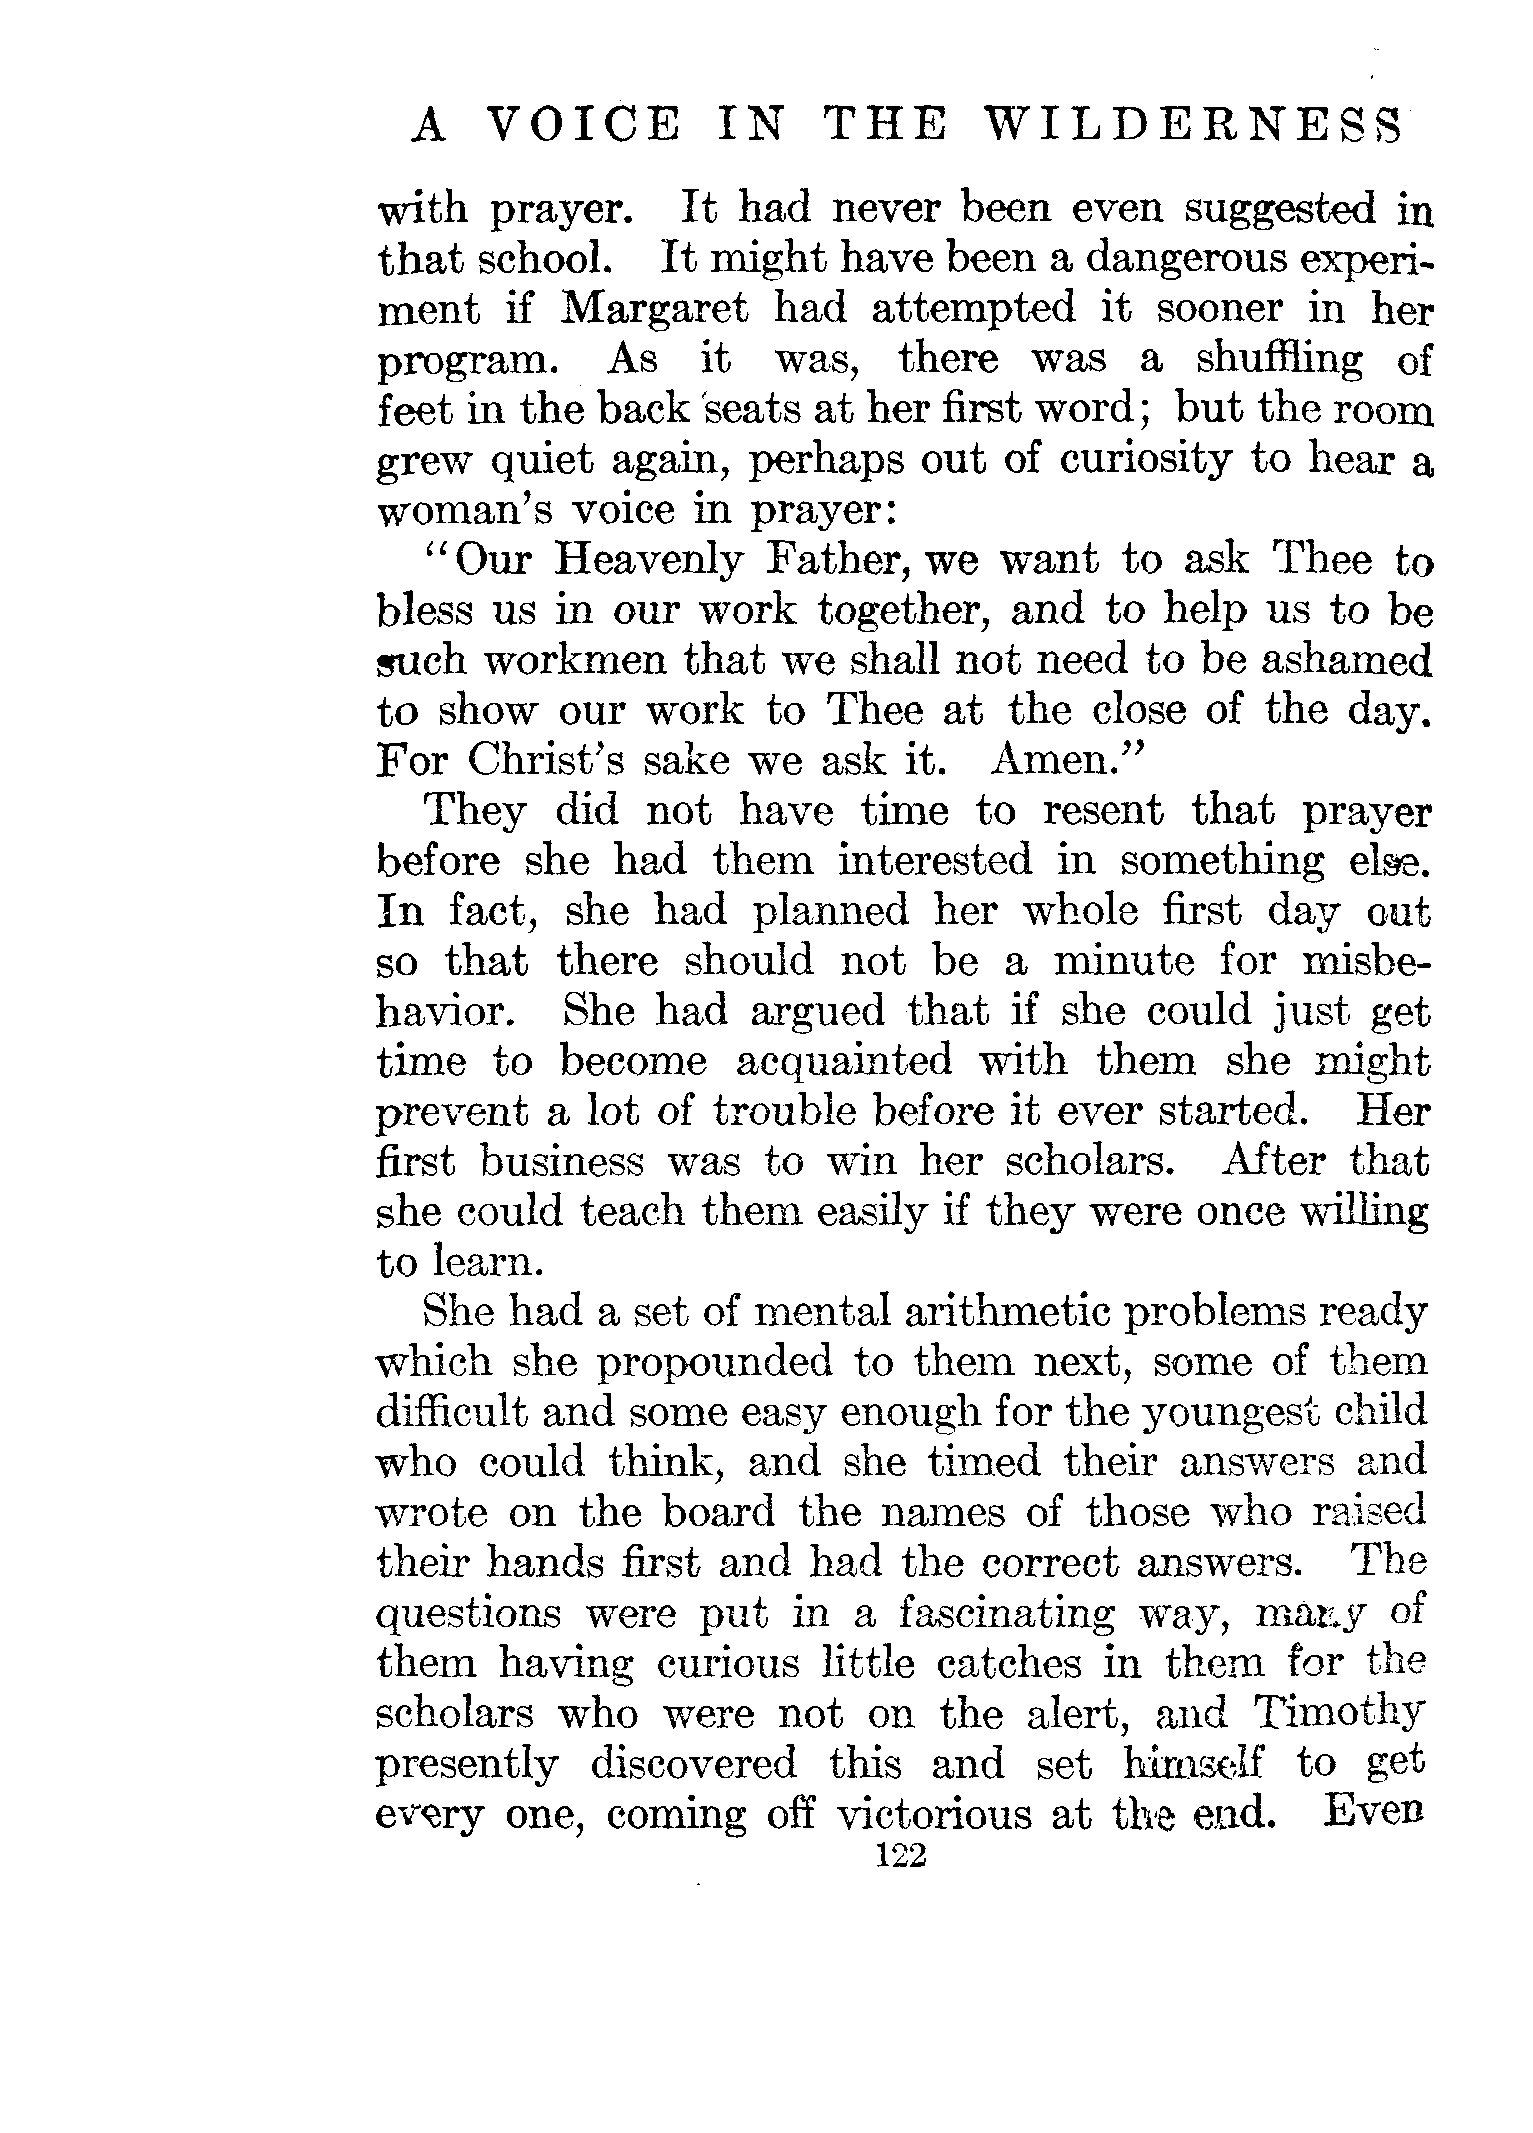 A VOICE IN THE WILDERNESS
with prayer. It had never been even suggested in
that school. It might have been a dangerous experi-
ment if Margaret had attempted it sooner in her
program. As it was, there was a shuffling of
feet in the back seats at her first word; but the room
grew quiet again, perhaps out of curiosity to hear a
woman's voice in prayer:
"Our Heavenly Father, we want to ask Thee to
bless us in our work together, and to help us to be
such workmen that we shall not need to be ashamed
to show our work to Thee at the close of the day.
For Christ's sake we ask it. Amen."
They did not have time to resent that prayer
before she had them interested in something else.
In fact, she had planned her whole first day out
so that there should not be a minute for misbe-
havior. She had argued that if she could just get
time to become acquainted with them she might
prevent a lot of trouble before it ever started. Her
first business was to win her scholars. After that
she could teach them easily if they were once willing
to learn.
She had a set of mental arithmetic problems ready
which she propounded to them next, some of them
difficult and some easy enough for the youngest child
who could think, and she timed their answers and
wrote on the board the names of those who raised
their hands first and had the correct answers. The
questions were put in a fascinating way, many of
them having curious little catches in them for the
scholars who were not on the alert, and Timothy
presently discovered this and set himself to get
every one, coming off victorious at the end. Even
122